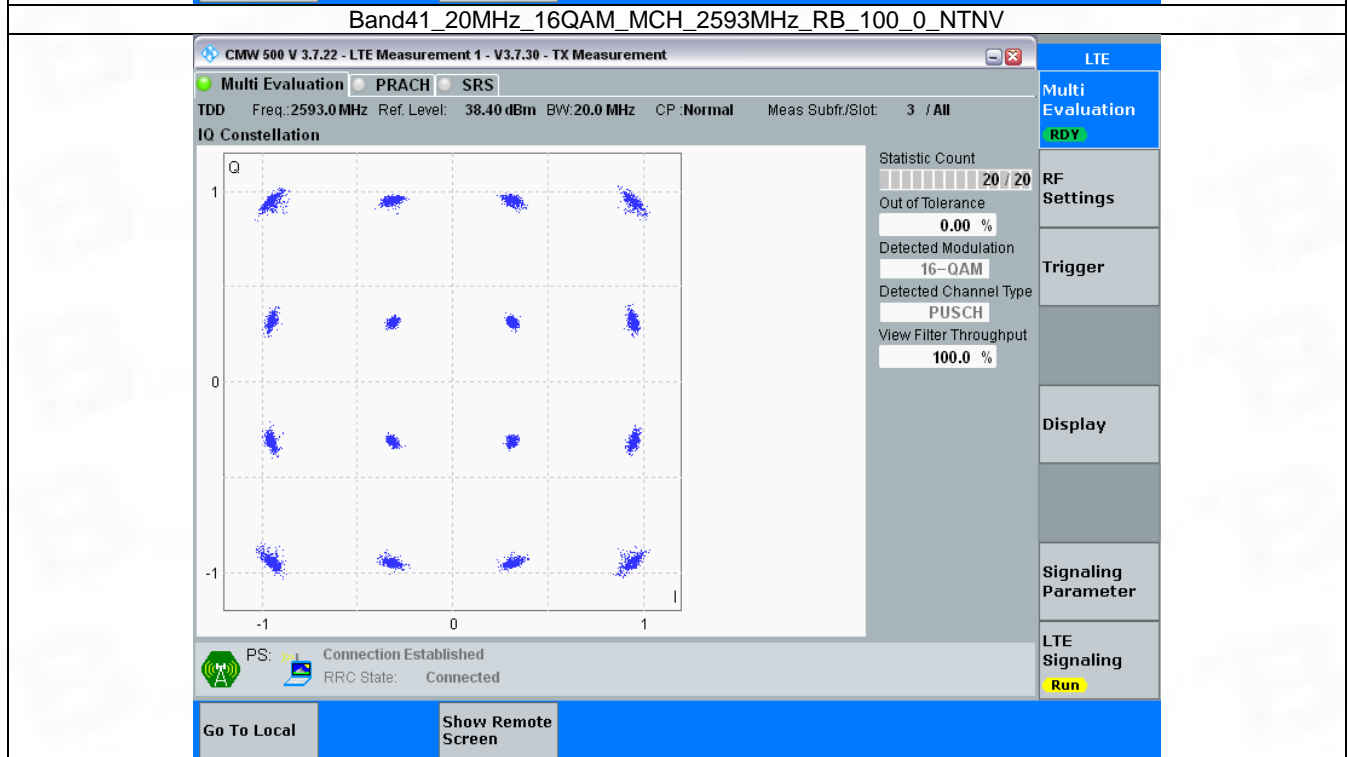 Band41_20MHz_16QAM_MCH_2593MHz_RB_100_0_NTNV
CMW 500 V 3.7.22 - LTE Measurement 1 - V3.7.30 - TX Measurement
LTE
Multi Evaluation PRACH SRS
TDD Freq.:2593.0 MHz Ref. Level: 38.40 dBm BW:20.0 MHz CP :Normal Meas Subfr./Slot: 3 / All
IQ Constellation
Q
1
0
-1
I
-1 0 1
Statistic Count
20 / 20
Out of Tolerance
0.00 %
Detected Modulation
16-QAM
Detected Channel Type
PUSCH
View Filter Throughput
100.0 %
Multi
Evaluation
RDY
RF
Settings
Trigger
Display
Signaling
Parameter
LTE
Signaling
Run
PS: Connection Established
RRC State: Connected
Go To Local
Show Remote
Screen